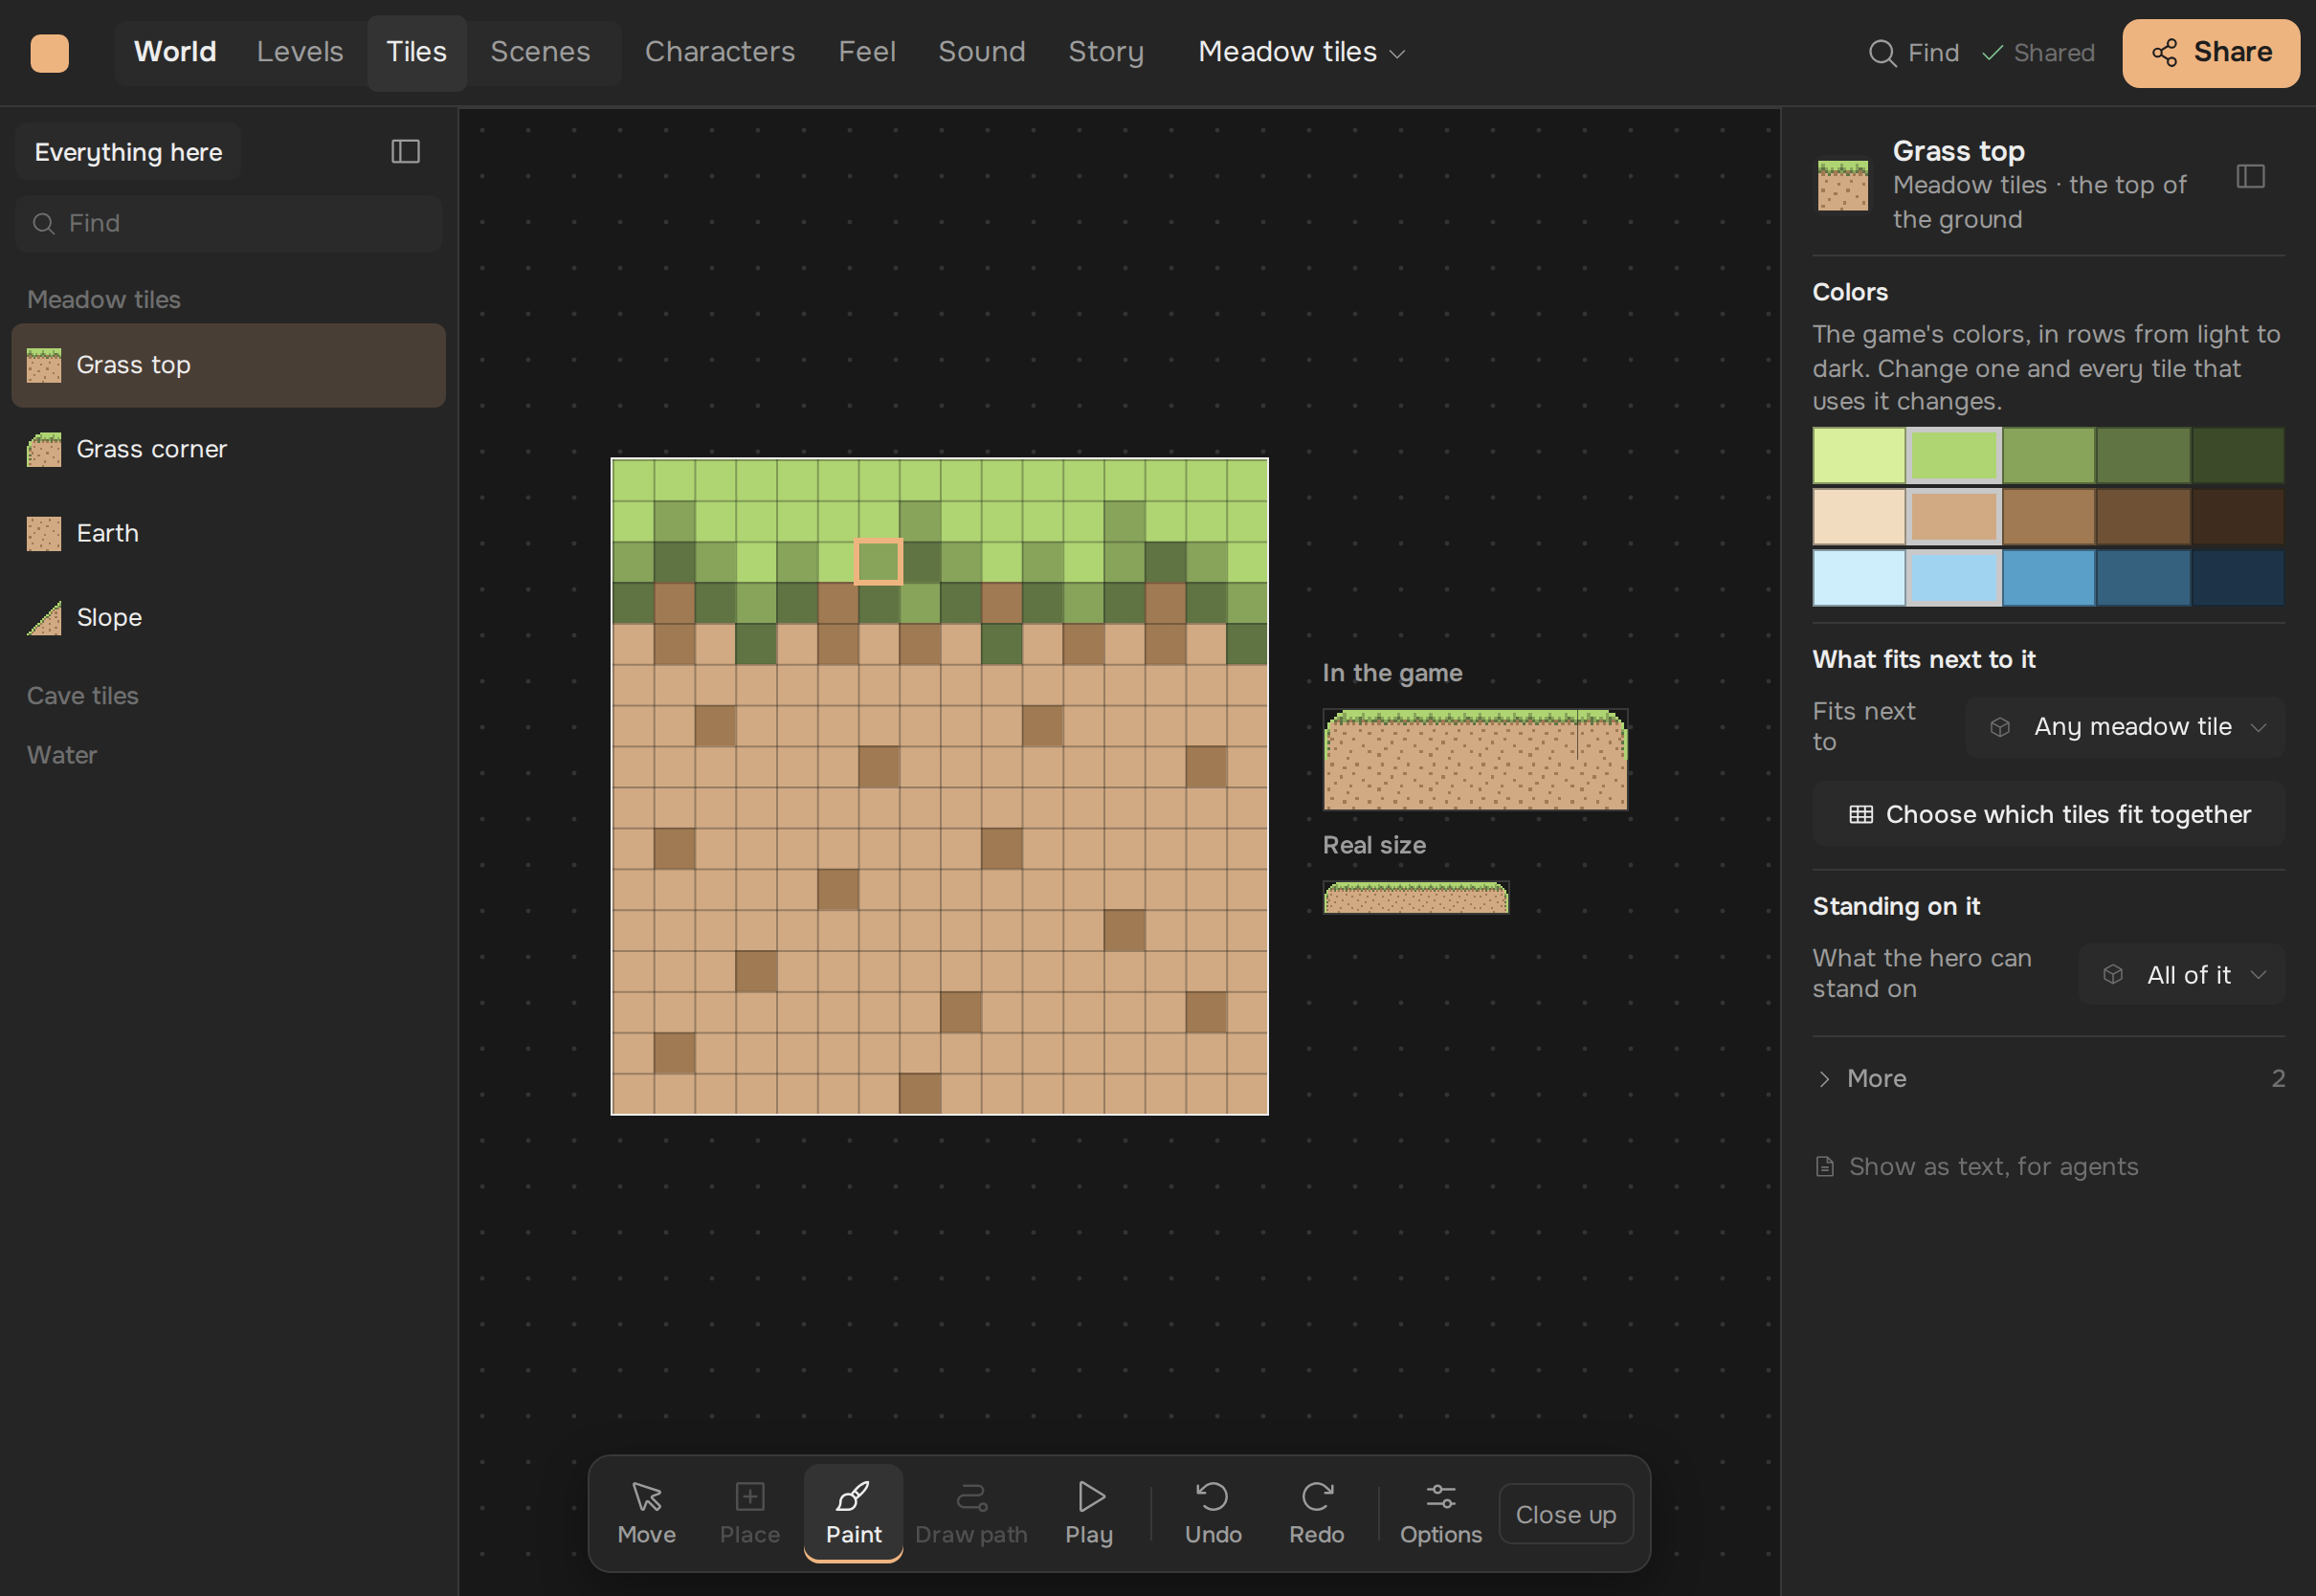 World Levels Tiles Scenes Characters Feel Sound Story Meadow tiles Find Shared Share
Everything here
Find
Meadow tiles
Grass top
Grass corner
Earth
Slope
Cave tiles
Water
In the game
Real size
Move Place Paint Draw path Play Undo Redo Options Close up
Grass top
Meadow tiles · the top of
the ground
Colors
The game's colors, in rows from light to
dark. Change one and every tile that
uses it changes.
What fits next to it
Fits next
to
Any meadow tile
Choose which tiles fit together
Standing on it
What the hero can
stand on
All of it
More 2
Show as text, for agents